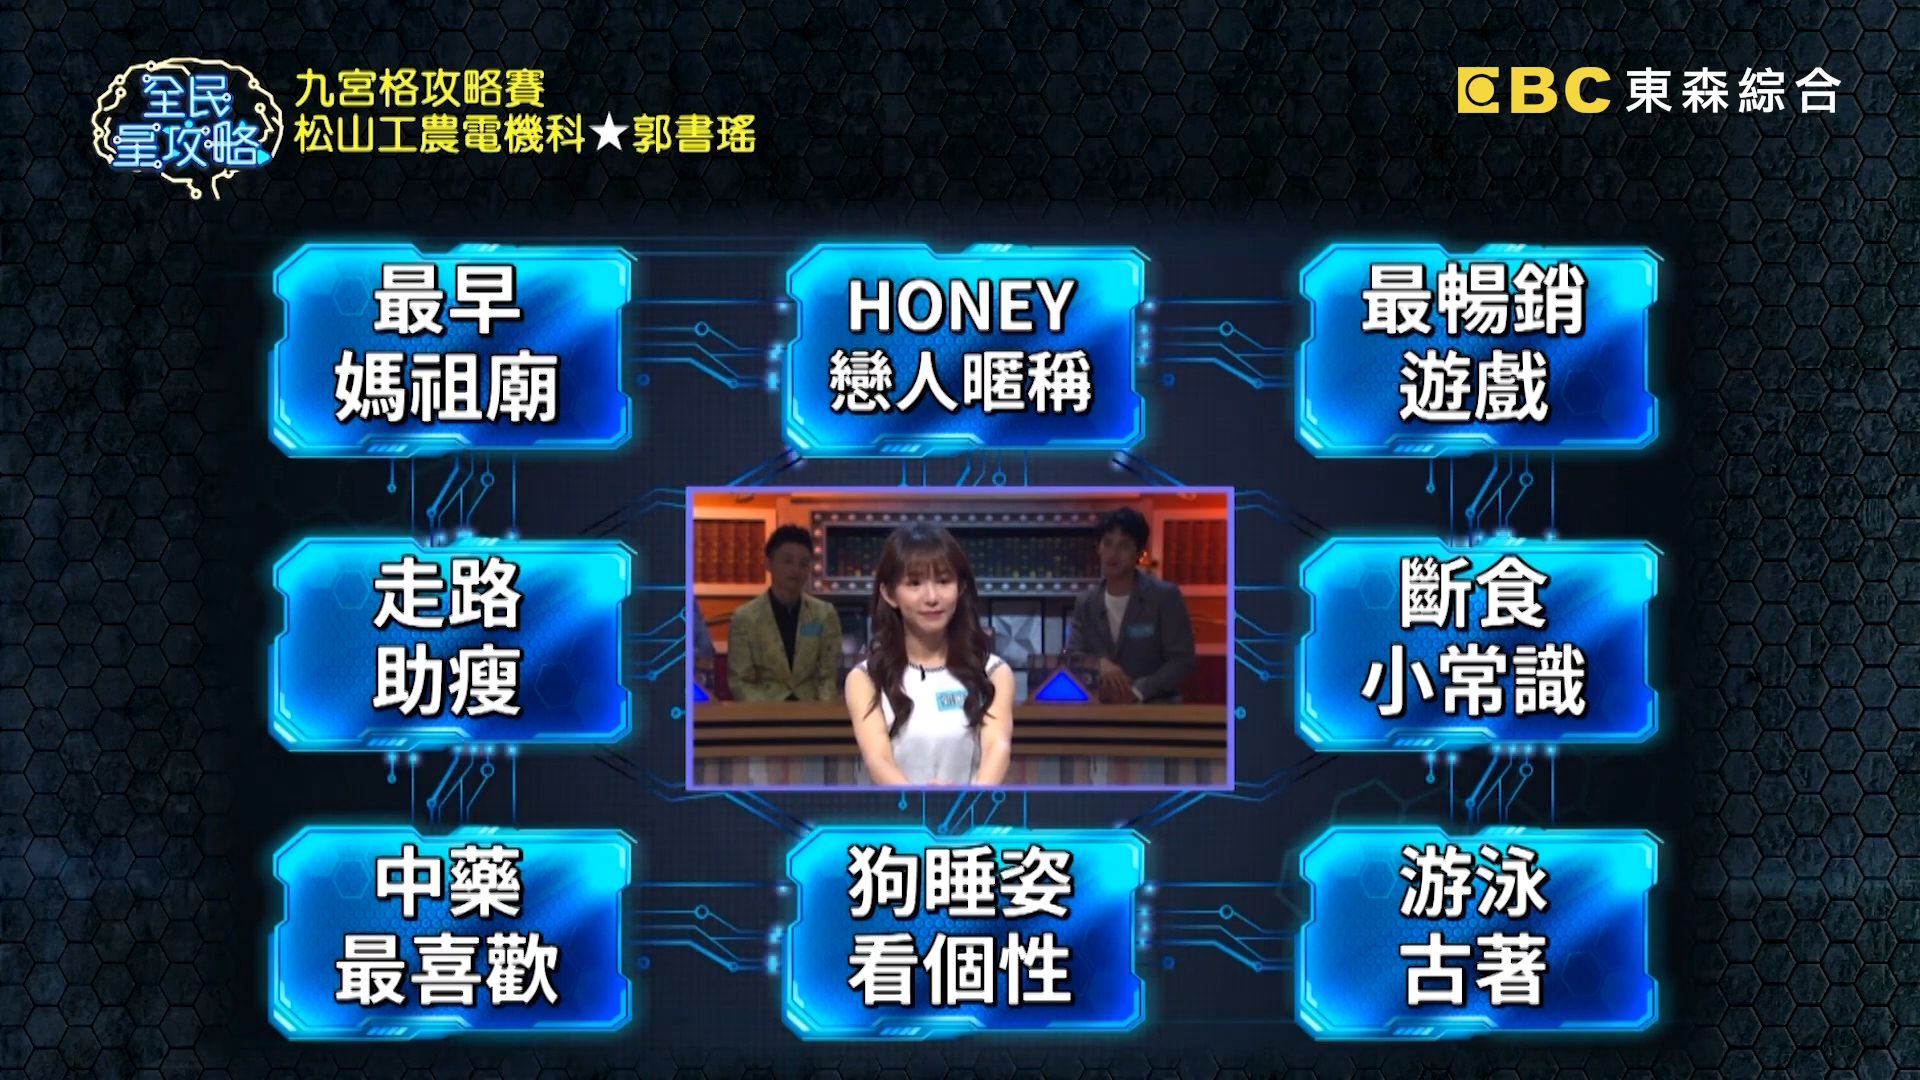 全民
星攻略
九宮格攻略賽
松山工農電機科★郭書瑤
EBC 東森綜合
最早
媽祖廟
HONEY
戀人暱稱
最暢銷
遊戲
走路
助瘦
斷食
小常識
中藥
最喜歡
狗睡姿
看個性
游泳
古著